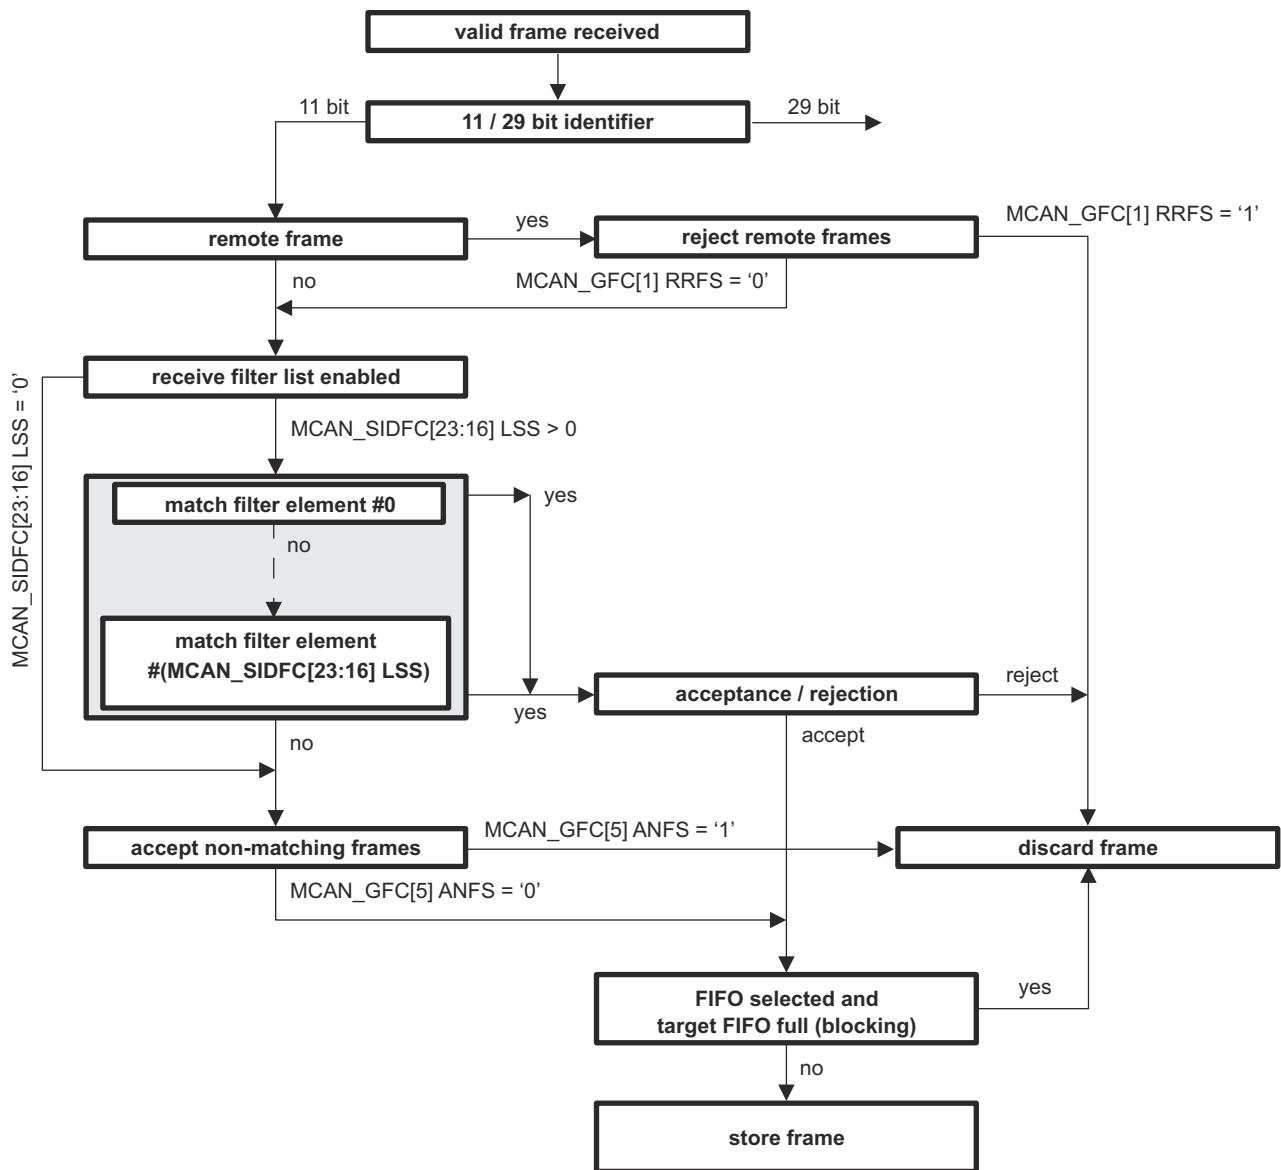 valid frame received
11 bit
11 / 29 bit identifier
29 bit
remote frame
yes
reject remote frames
MCAN_GFC[1] RRFS = ‘1’
no
MCAN_GFC[1] RRFS = ‘0’
receive filter list enabled
MCAN_SIDFC[23:16] LSS = ‘0’
MCAN_SIDFC[23:16] LSS > 0
match filter element #0
yes
no
match filter element
#(MCAN_SIDFC[23:16] LSS)
yes
acceptance / rejection
reject
no
accept
accept non-matching frames
MCAN_GFC[5] ANFS = ‘1’
discard frame
MCAN_GFC[5] ANFS = ‘0’
FIFO selected and
target FIFO full (blocking)
yes
no
store frame